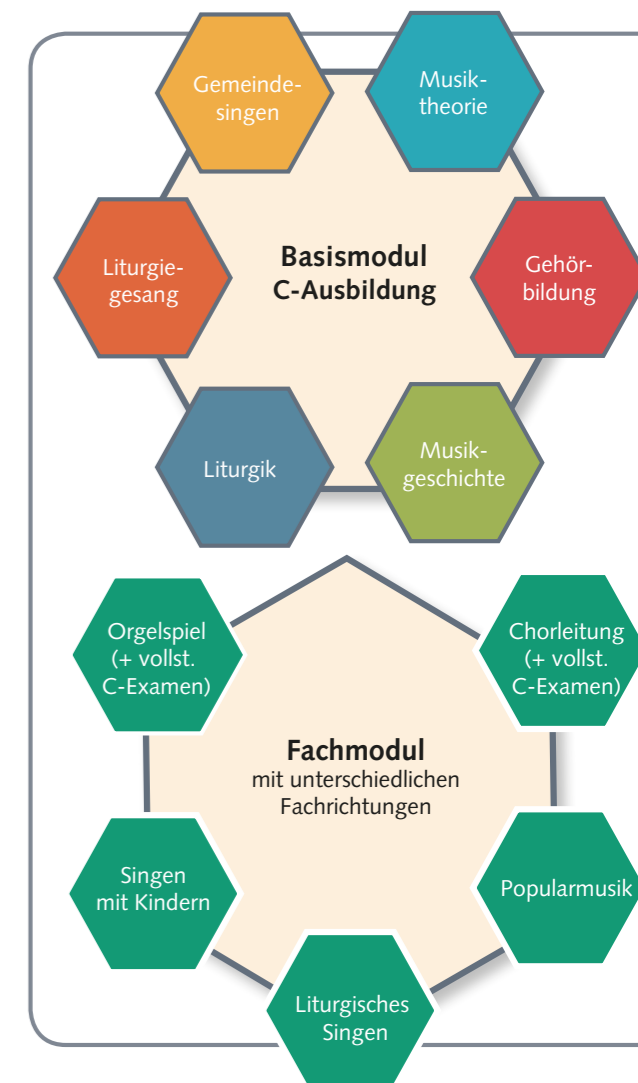 Gemeinde-
singen
Musik-
theorie
Liturgie-
gesang
Basismodul
C-Ausbildung
Gehör-
bildung
Liturgik
Musik-
geschichte
Orgelspiel
(+ vollst.
C-Examen)
Chorleitung
(+ vollst.
C-Examen)
Fachmodul
mit unterschiedlichen
Fachrichtungen
Singen
mit Kindern
Popularmusik
Liturgisches
Singen